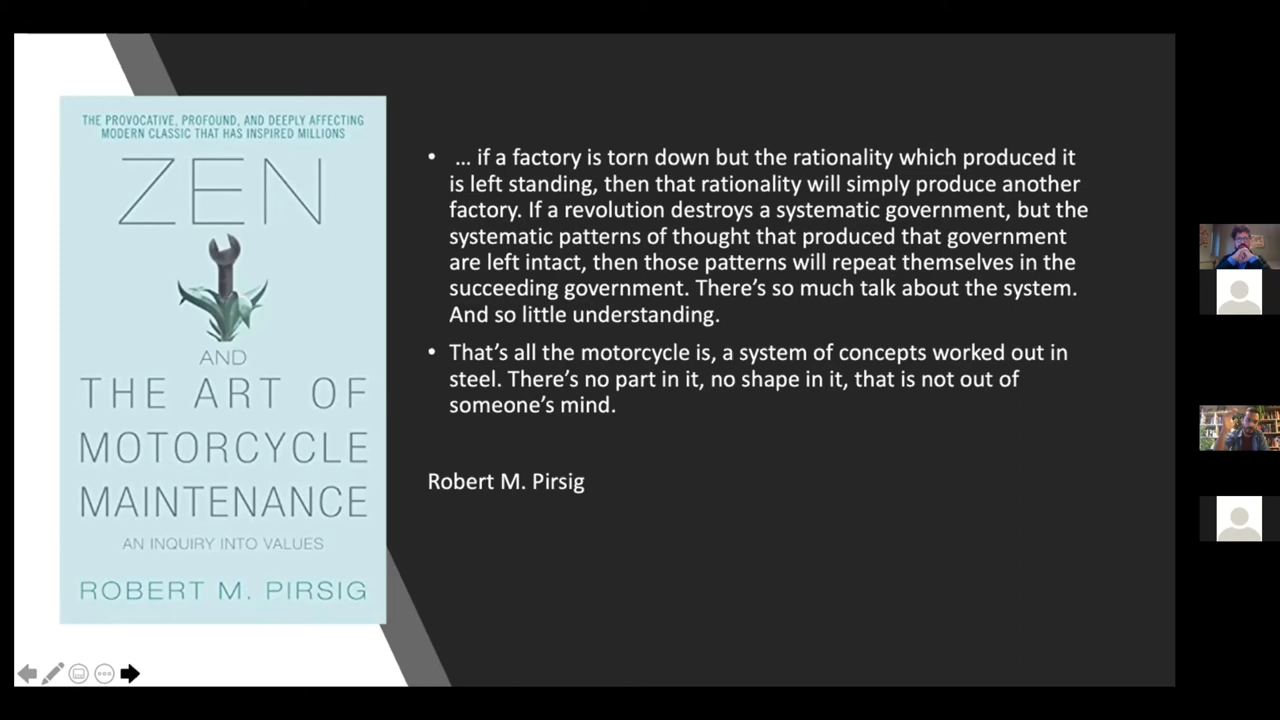 THE PROVOCATIVE, PROFOUND, AND DEEPLY AFFECTING
MODERN CLASSIC THAT HAS INSPIRED MILLIONS
ZEN
AND
THE ART OF
MOTORCYCLE
MAINTENANCE
AN INQUIRY INTO VALUES
ROBERT M. PIRSIG
• … if a factory is torn down but the rationality which produced it
is left standing, then that rationality will simply produce another
factory. If a revolution destroys a systematic government, but the
systematic patterns of thought that produced that government
are left intact, then those patterns will repeat themselves in the
succeeding government. There’s so much talk about the system.
And so little understanding.
• That’s all the motorcycle is, a system of concepts worked out in
steel. There’s no part in it, no shape in it, that is not out of
someone’s mind.
Robert M. Pirsig